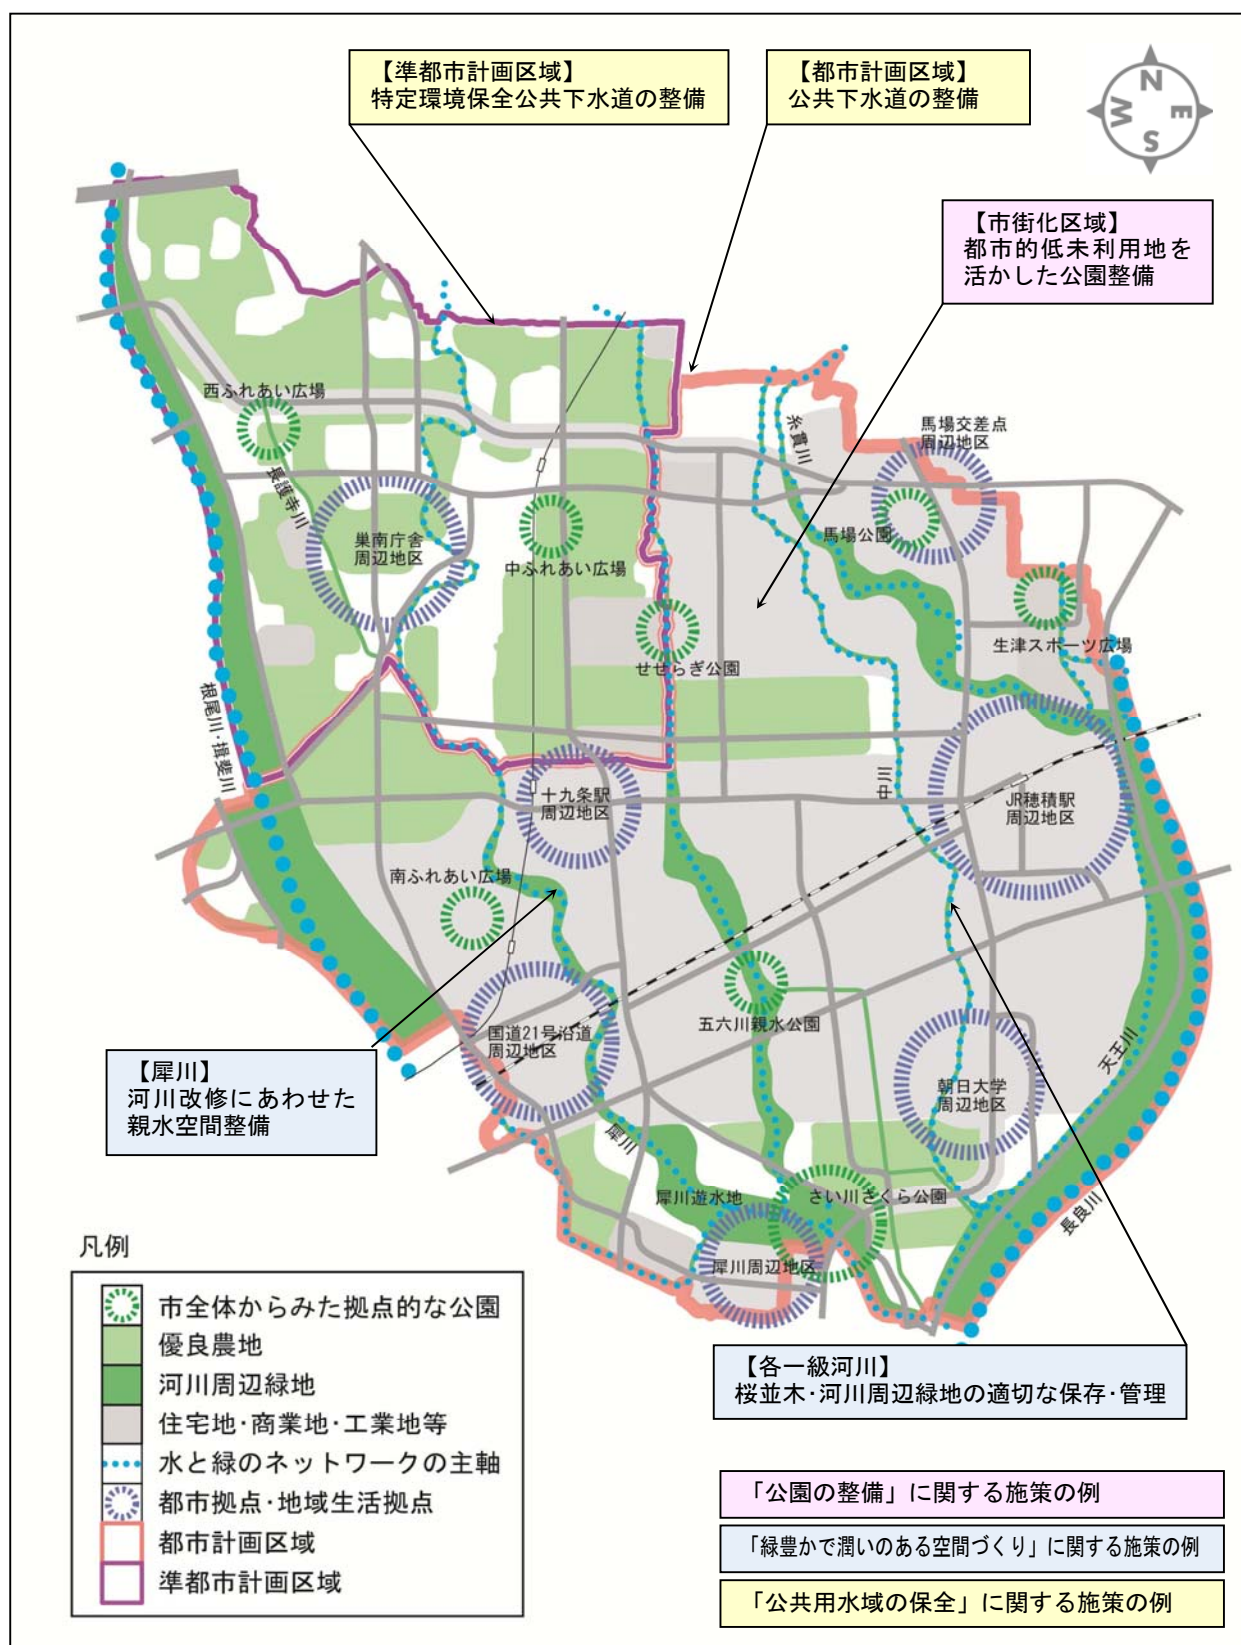 【準都市計画区域】
特定環境保全公共下水道の整備
【都市計画区域】
公共下水道の整備
N
E
S
W
【市街化区域】
都市的低未利用地を
活かした公園整備
西ふれあい広場
長護寺川
巣南庁舎
周辺地区
中ふれあい広場
せせらぎ公園
糸貫川
馬場交差点
周辺地区
馬場公園
生津スポーツ広場
根尾川・揖斐川
十九条駅
周辺地区
中川
JR穂積駅
周辺地区
南ふれあい広場
国道21号沿道
周辺地区
五六川親水公園
朝日大学
周辺地区
天王川
長良川
犀川
犀川遊水地
さい川さくら公園
犀川周辺地区
【犀川】
河川改修にあわせた
親水空間整備
【各一級河川】
桜並木・河川周辺緑地の適切な保存・管理
凡例
市全体からみた拠点的な公園
優良農地
河川周辺緑地
住宅地・商業地・工業地等
水と緑のネットワークの主軸
都市拠点・地域生活拠点
都市計画区域
準都市計画区域
「公園の整備」に関する施策の例
「緑豊かで潤いのある空間づくり」に関する施策の例
「公共用水域の保全」に関する施策の例